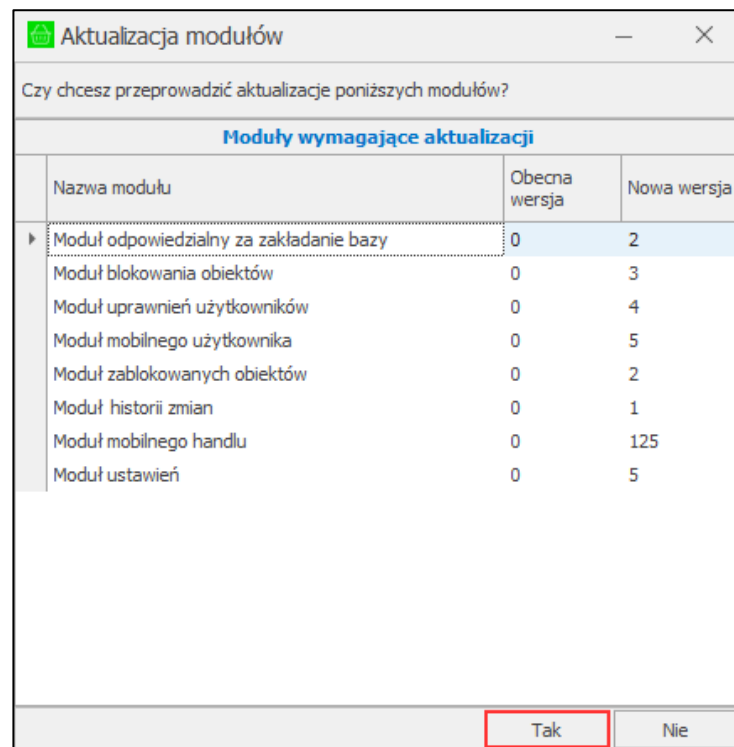 Aktualizacja modułów
Czy chcesz przeprowadzić aktualizacje poniższych modułów?
Moduły wymagające aktualizacji
Nazwa modułu Obecna wersja Nowa wersja
Moduł odpowiedzialny za zakładanie bazy 0 2
Moduł blokowania obiektów 0 3
Moduł uprawnień użytkowników 0 4
Moduł mobilnego użytkownika 0 5
Moduł zablokowanych obiektów 0 2
Moduł historii zmian 0 1
Moduł mobilnego handlu 0 125
Moduł ustawień 0 5
Tak Nie